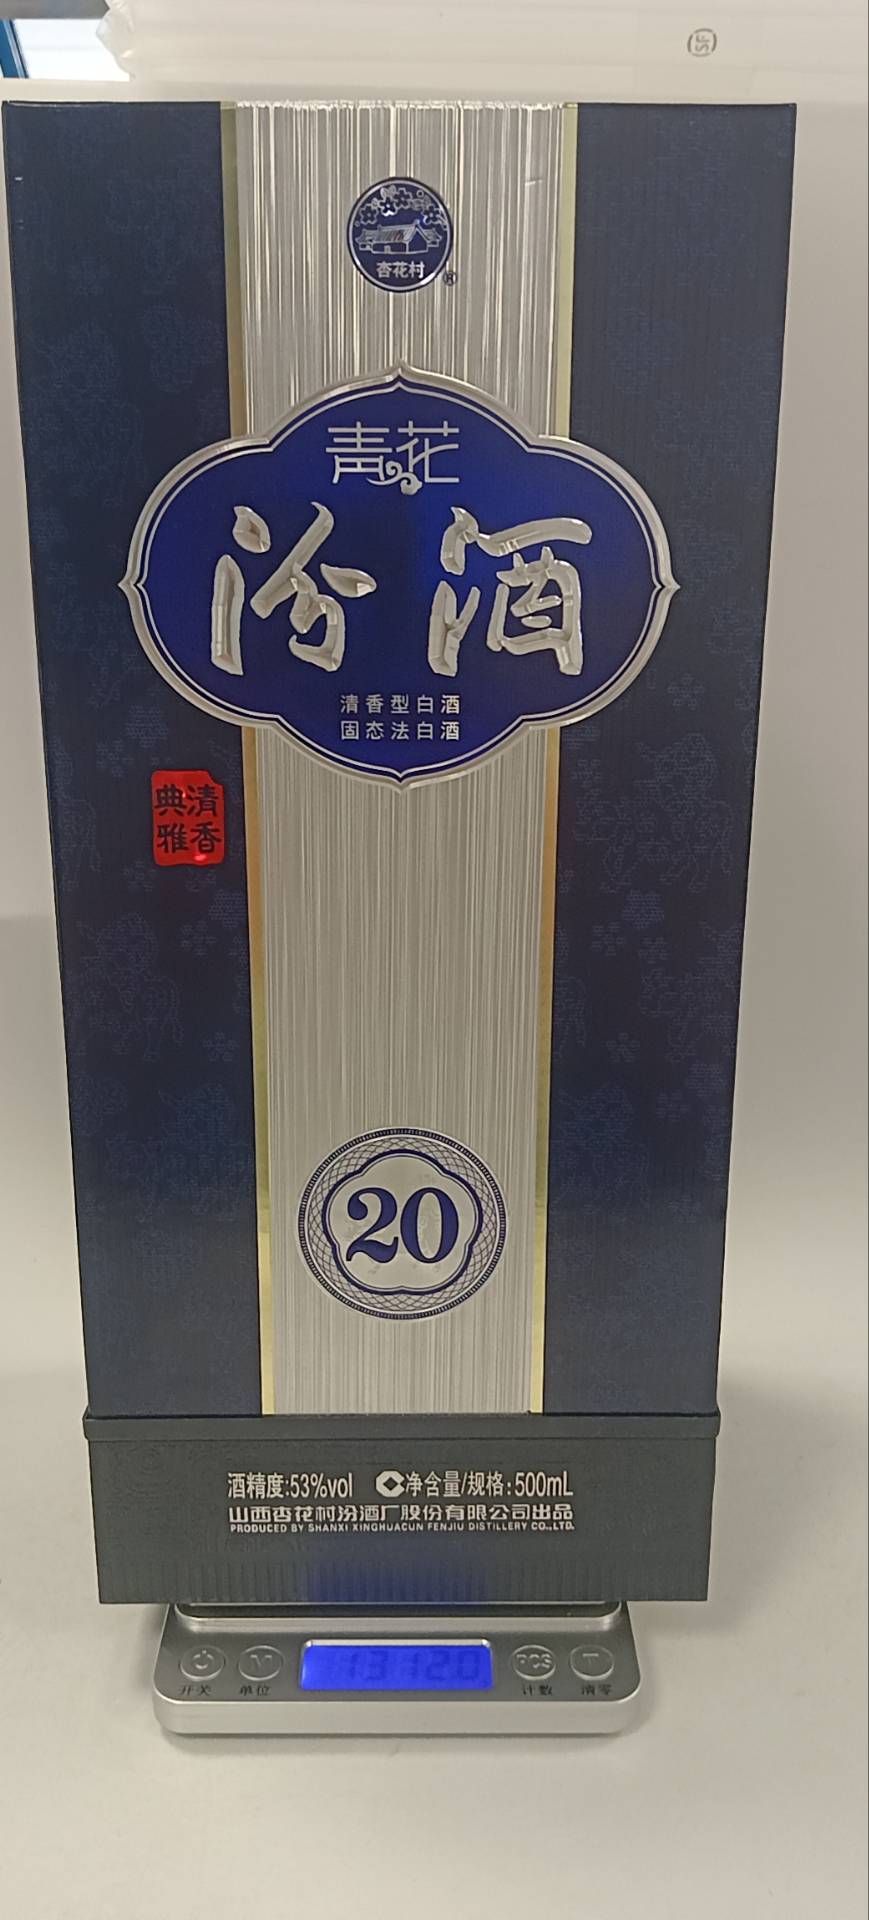 杏花村
®
青花
汾酒
清香型白酒
固态法白酒
清香
典雅
20
酒精度:53%vol 净含量/规格:500mL
山西杏花村汾酒厂股份有限公司出品
PRODUCED BY SHANXI XINGHUACUN FENJIU DISTILLERY CO.,LTD.
13120
M PCS T
开关 单位 计数 清零